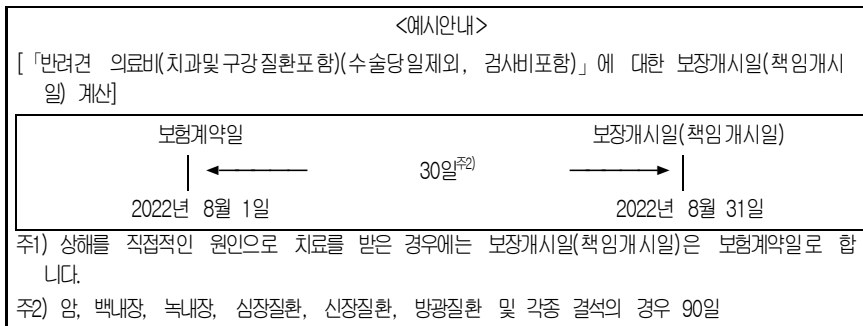 <예시안내>
[「반려견 의료비(치과및구강질환포함)(수술당일제외, 검사비포함)」에 대한 보장개시일(책임개시
일) 계산]
보험계약일 보장개시일(책임개시일)
30일주2)
2022년 8월 1일 2022년 8월 31일
주1) 상해를 직접적인 원인으로 치료를 받은 경우에는 보장개시일(책임개시일)은 보험계약일로 합
니다.
주2) 암, 백내장, 녹내장, 심장질환, 신장질환, 방광질환 및 각종 결석의 경우 90일